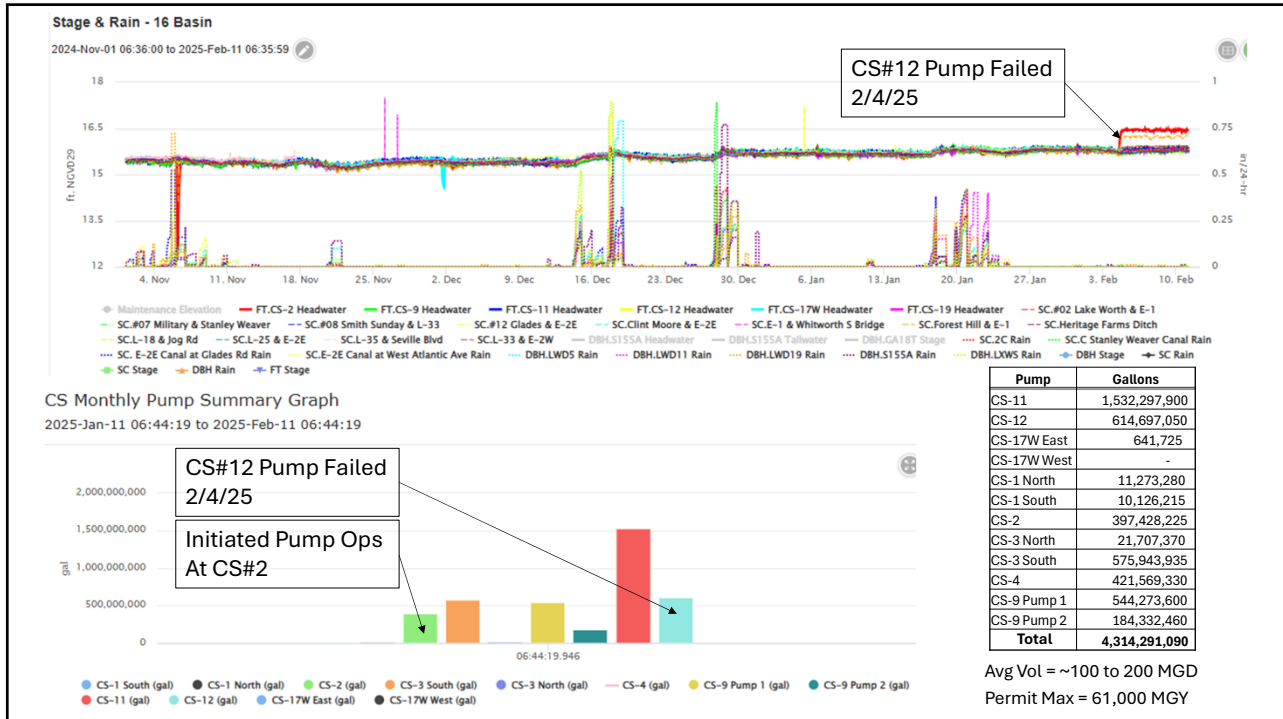 Stage & Rain - 16 Basin
2024-Nov-01 06:36:00 to 2025-Feb-11 06:35:59
CS#12 Pump Failed
2/4/25
18
16.5
15
13.5
12
ft. NGVD29
1
0.75
0.5
0.25
0
in/24-hr
4. Nov 11. Nov 18. Nov 25. Nov 2. Dec 9. Dec 16. Dec 23. Dec 30. Dec 6. Jan 13. Jan 20. Jan 27. Jan 3. Feb 10. Feb
Maintenance Elevation FT.CS-2 Headwater FT.CS-9 Headwater FT.CS-11 Headwater FT.CS-12 Headwater FT.CS-17W Headwater FT.CS-19 Headwater SC.#02 Lake Worth & E-1
SC.#07 Military & Stanley Weaver SC.#08 Smith Sunday & L-33 SC.#12 Glades & E-2E SC.Clint Moore & E-2E SC.E-1 & Whitworth S Bridge SC.Forest Hill & E-1 SC.Heritage Farms Ditch
SC.L-18 & Jog Rd SC.L-25 & E-2E SC.L-35 & Seville Blvd SC.L-33 & E-2W DBH.S155A Headwater DBH.S155A Tailwater DBH.GA18T Stage SC.2C Rain SC.C Stanley Weaver Canal Rain
SC. E-2E Canal at Glades Rd Rain SC.E-2E Canal at West Atlantic Ave Rain DBH.LWD5 Rain DBH.LWD11 Rain DBH.LWD19 Rain DBH.S155A Rain DBH.LXWS Rain DBH Stage SC Rain
SC Stage DBH Rain FT Stage
CS Monthly Pump Summary Graph
2025-Jan-11 06:44:19 to 2025-Feb-11 06:44:19
CS#12 Pump Failed
2/4/25
Initiated Pump Ops
At CS#2
2,000,000,000
1,500,000,000
1,000,000,000
500,000,000
0
gal
06:44:19.946
CS-1 South (gal) CS-1 North (gal) CS-2 (gal) CS-3 South (gal) CS-3 North (gal) CS-4 (gal) CS-9 Pump 1 (gal) CS-9 Pump 2 (gal)
CS-11 (gal) CS-12 (gal) CS-17W East (gal) CS-17W West (gal)
Pump Gallons
CS-11 1,532,297,900
CS-12 614,697,050
CS-17W East 641,725
CS-17W West -
CS-1 North 11,273,280
CS-1 South 10,126,215
CS-2 397,428,225
CS-3 North 21,707,370
CS-3 South 575,943,935
CS-4 421,569,330
CS-9 Pump 1 544,273,600
CS-9 Pump 2 184,332,460
Total 4,314,291,090
Avg Vol = ~100 to 200 MGD
Permit Max = 61,000 MGY